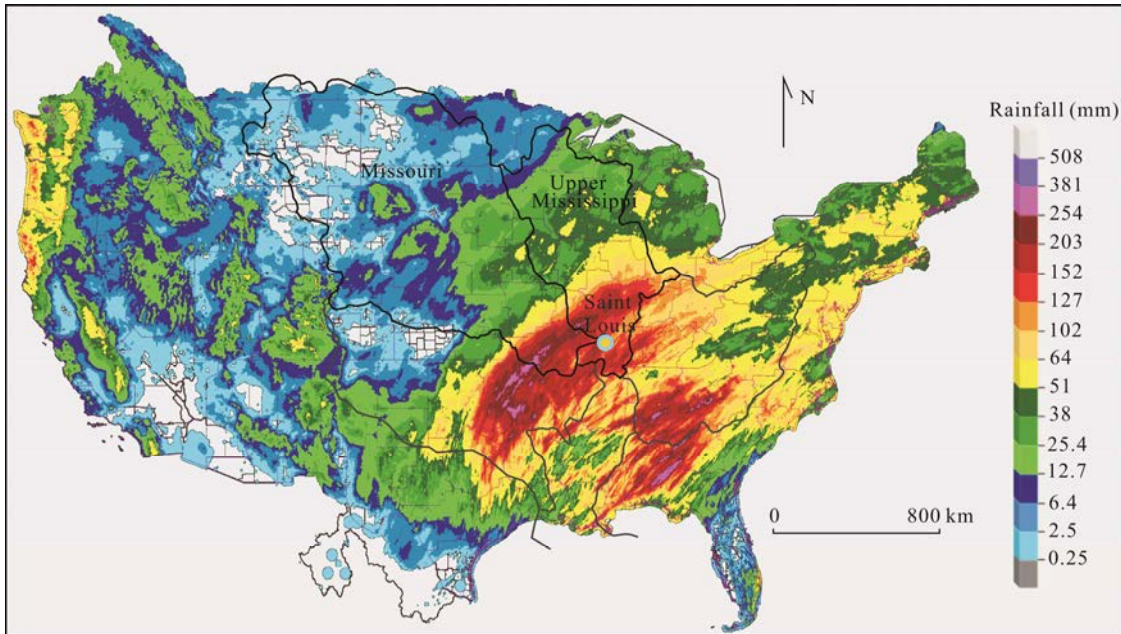 N
Rainfall (mm)
508
381
254
203
152
127
102
64
51
38
25.4
12.7
6.4
2.5
0.25
Missouri
Upper
Mississippi
Saint
Louis
0 800 km